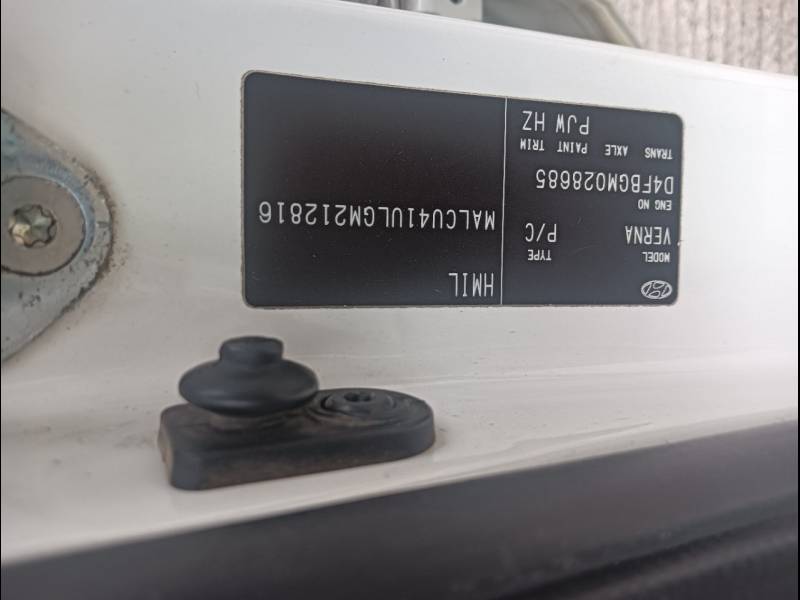 MODEL TYPE
VERNA P/C
ENG NO
D4FBGM028685
TRANS AXLE PAINT TRIM
PJW HZ
HMIL
MALCU41ULGM212816